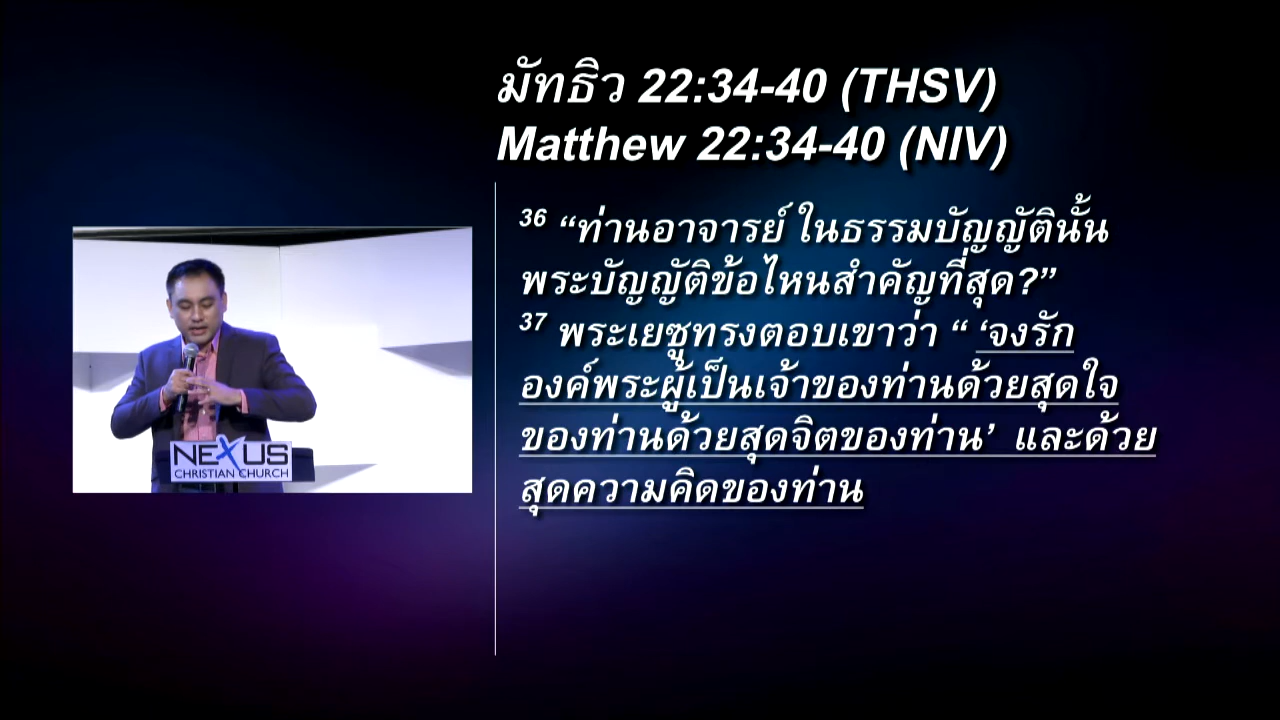 มัทธิว 22:34-40 (THSV)
Matthew 22:34-40 (NIV)
36 “ท่านอาจารย์ ในธรรมบัญญัตินั้น
พระบัญญัติข้อไหนสำคัญที่สุด?”
37 พระเยซูทรงตอบเขาว่า “ ‘จงรัก
องค์พระผู้เป็นเจ้าของท่านด้วยสุดใจ
ของท่านด้วยสุดจิตของท่าน’ และด้วย
สุดความคิดของท่าน
NEXUS
CHRISTIAN CHURCH